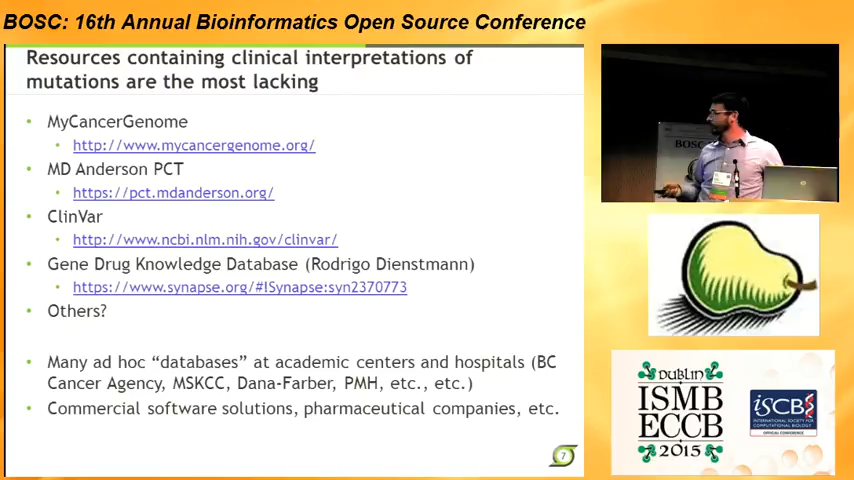 BOSC: 16th Annual Bioinformatics Open Source Conference
Resources containing clinical interpretations of
mutations are the most lacking
• MyCancerGenome
• http://www.mycancergenome.org/
• MD Anderson PCT
• https://pct.mdanderson.org/
• ClinVar
• http://www.ncbi.nlm.nih.gov/clinvar/
• Gene Drug Knowledge Database (Rodrigo Dienstmann)
• https://www.synapse.org/#ISynapse:syn2370773
• Others?
• Many ad hoc “databases” at academic centers and hospitals (BC
Cancer Agency, MSKCC, Dana-Farber, PMH, etc., etc.)
• Commercial software solutions, pharmaceutical companies, etc.
7
BOSC
DUBLIN
ISMB
ECCB
2015
ISCB
INTERNATIONAL SOCIETY FOR
COMPUTATIONAL BIOLOGY
OFFICIAL CONFERENCE